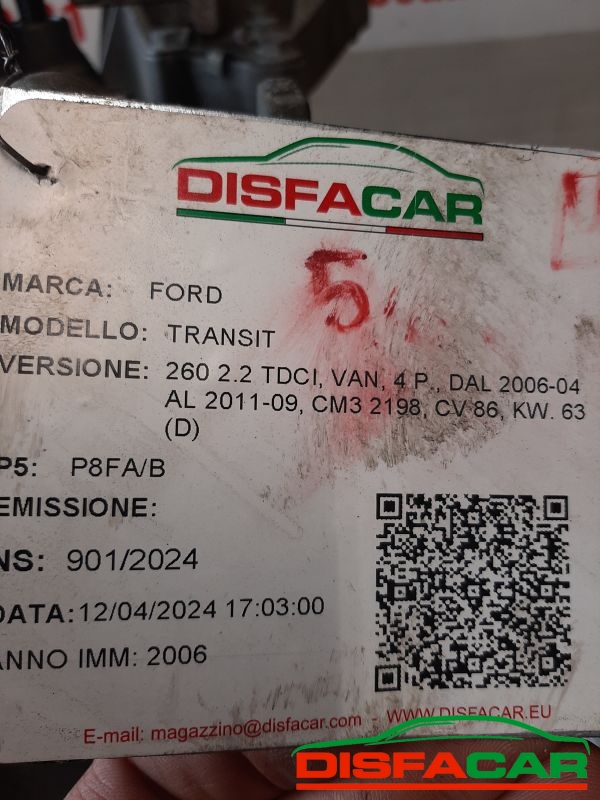 DISFACAR
5
MARCA: FORD
MODELLO: TRANSIT
VERSIONE: 260 2.2 TDCI, VAN, 4 P., DAL 2006-04
AL 2011-09, CM3 2198, CV 86, KW. 63
(D)
P5: P8FA/B
EMISSIONE:
NS: 901/2024
DATA: 12/04/2024 17:03:00
ANNO IMM: 2006
E-mail: magazzino@disfacar.com - WWW.DISFACAR.EU
DISFACAR